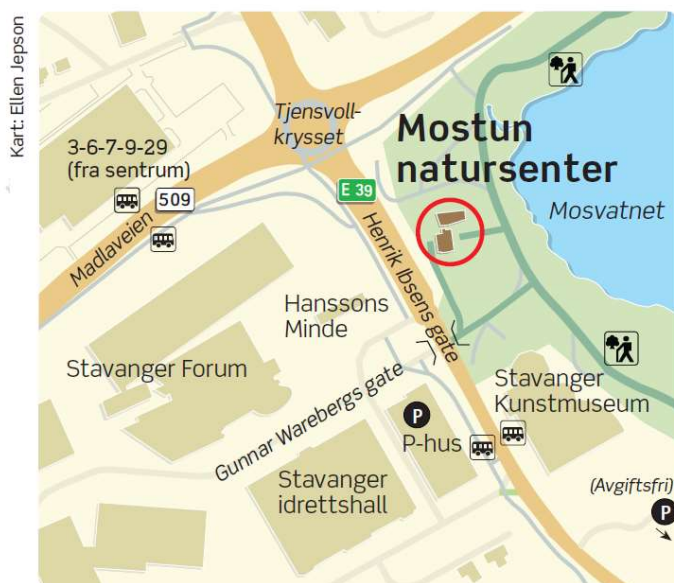 Kart: Ellen Jepson
Tjensvoll-
krysset
Mostun
natursenter
3-6-7-9-29
(fra sentrum)
509
E 39
Mosvatnet
Madlaveien
Henrik Ibsens gate
Hanssons
Minde
Stavanger Forum
Stavanger
Kunstmuseum
Gunnar Warebergs gate
P
P-hus
Stavanger
idrettshall
(Avgiftsfri)
P